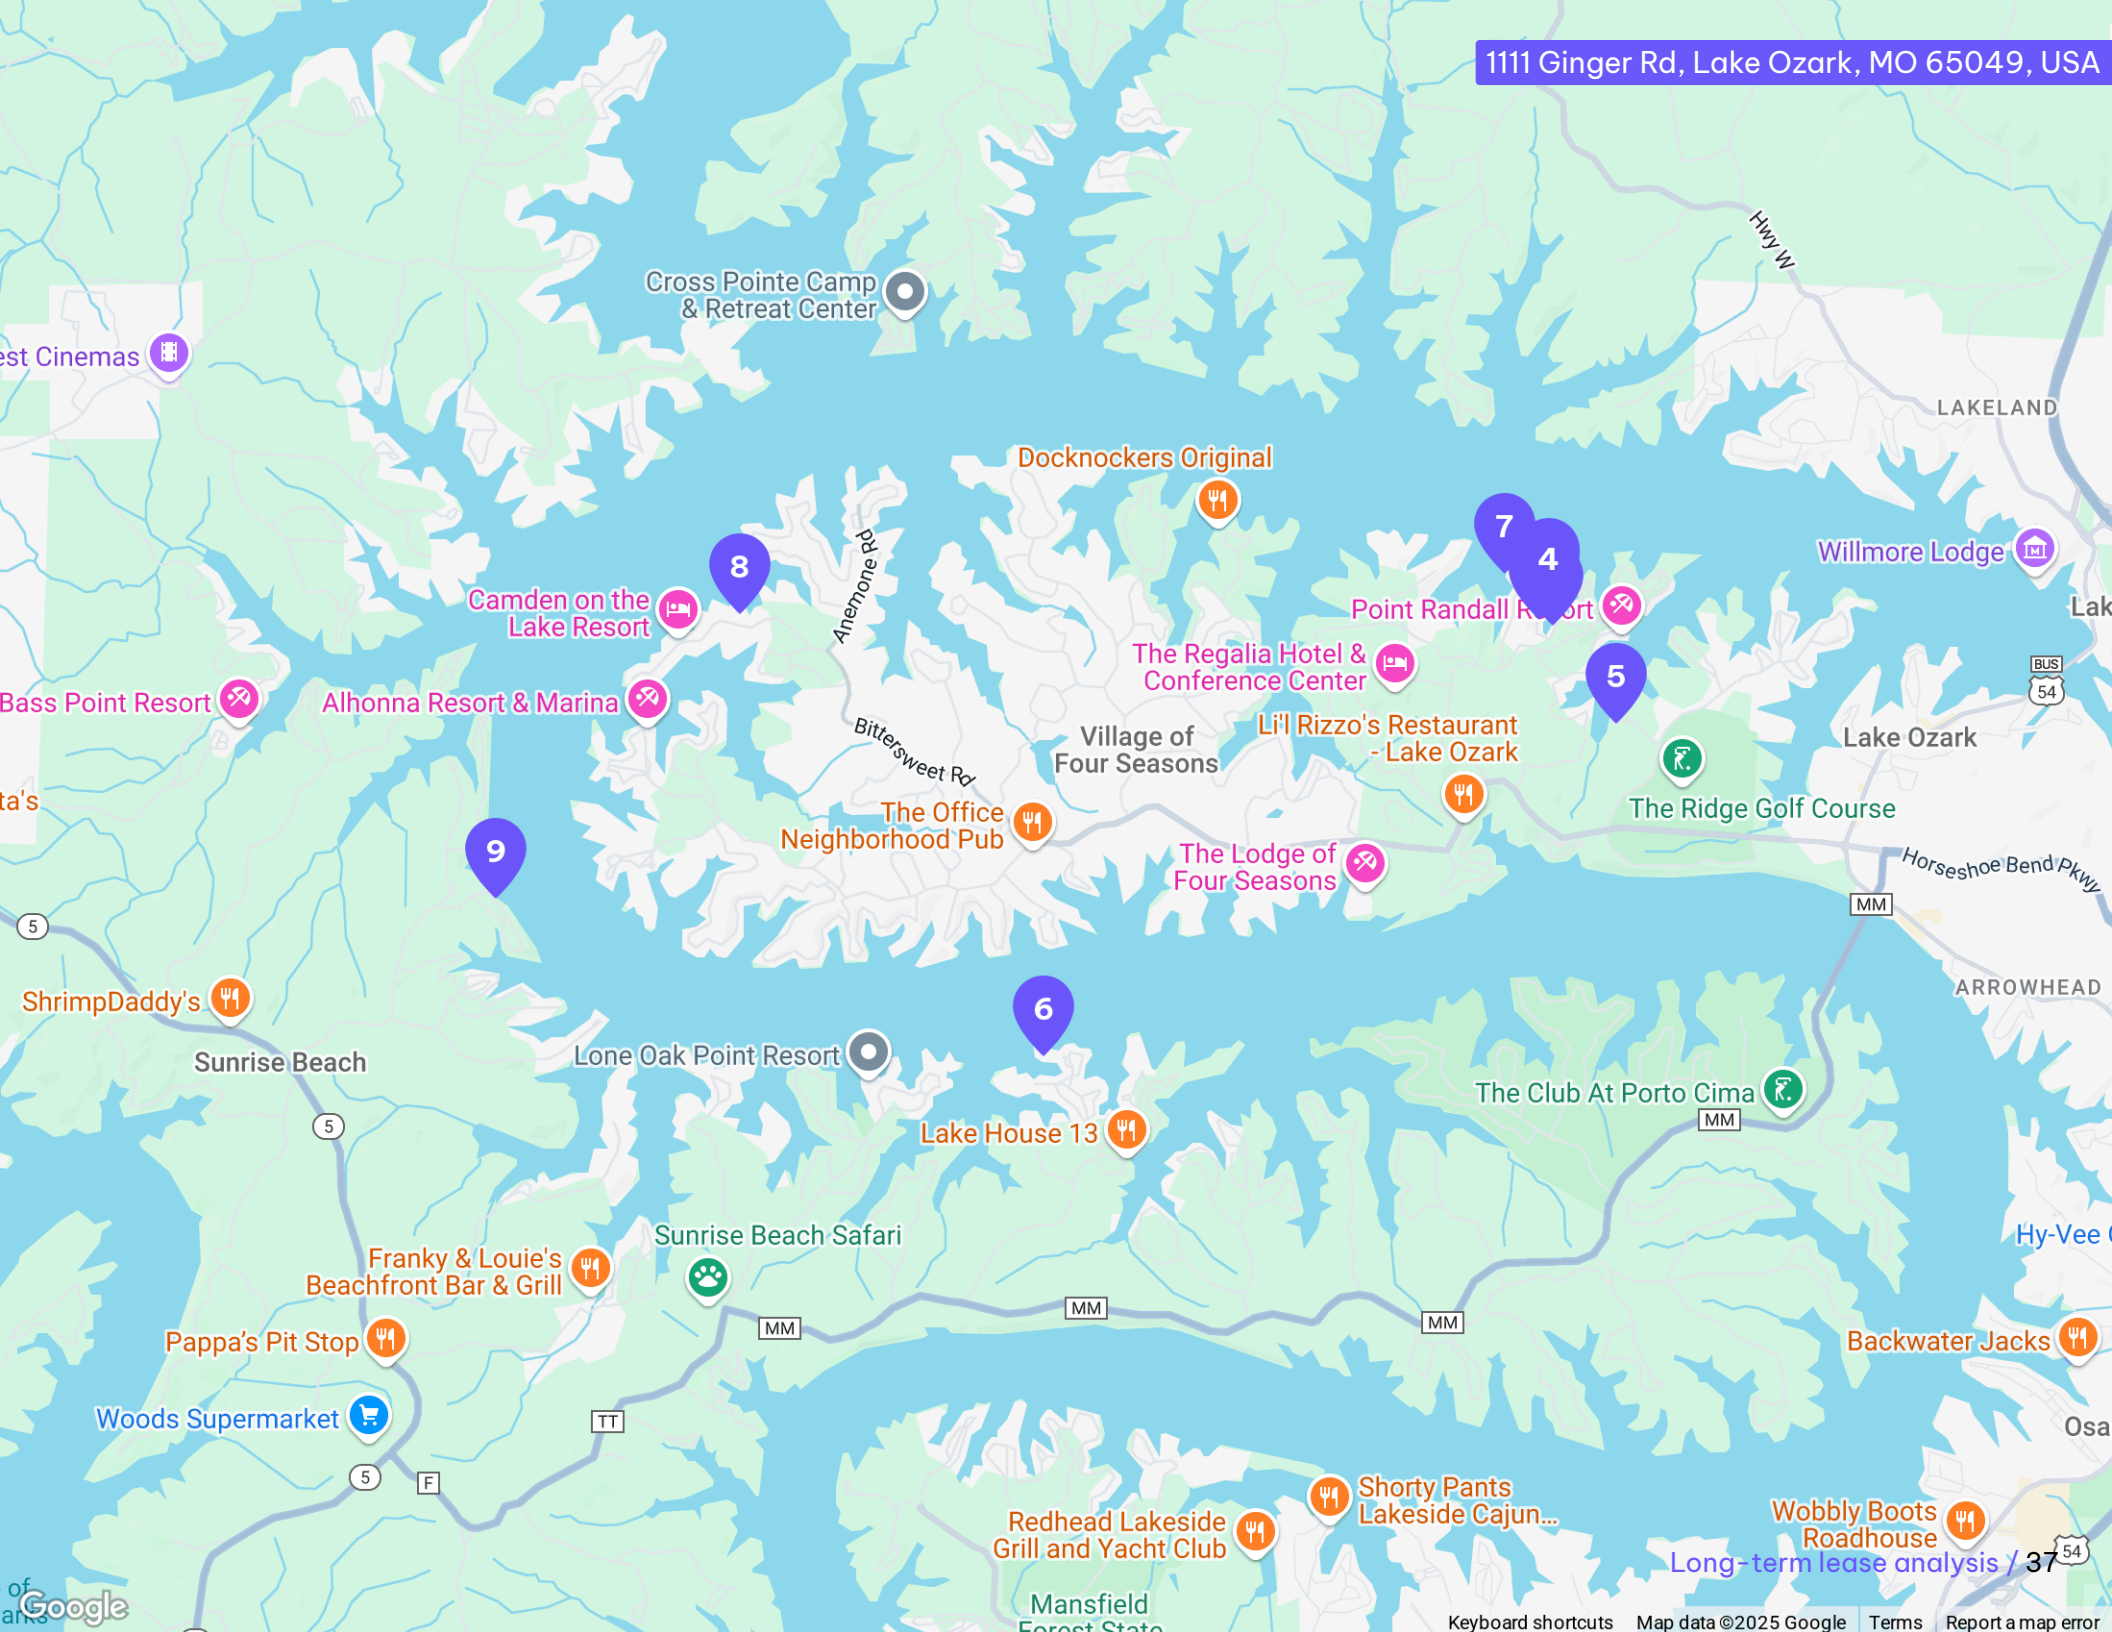 1111 Ginger Rd, Lake Ozark, MO 65049, USA
Hwy W
Cross Pointe Camp
& Retreat Center
est Cinemas
LAKELAND
Docknockers Original
7
4
8
Anemone Rd
Willmore Lodge
Camden on the
Lake Resort
Point Randall Resort
Lak
The Regalia Hotel &
Conference Center
BUS
54
5
Bass Point Resort
Alhonna Resort & Marina
Bittersweet Rd
Village of
Four Seasons
Li'l Rizzo's Restaurant
- Lake Ozark
Lake Ozark
ta's
The Office
Neighborhood Pub
The Ridge Golf Course
9
The Lodge of
Four Seasons
Horseshoe Bend Pkwy
MM
5
ShrimpDaddy's
6
ARROWHEAD
Sunrise Beach
Lone Oak Point Resort
The Club At Porto Cima
MM
5
Lake House 13
Sunrise Beach Safari
Hy-Vee
Franky & Louie's
Beachfront Bar & Grill
MM
MM
MM
Pappa's Pit Stop
Backwater Jacks
Woods Supermarket
TT
Osa
5
F
Shorty Pants
Lakeside Cajun...
Redhead Lakeside
Grill and Yacht Club
Wobbly Boots
Roadhouse
54
Long-term lease analysis / 37
of
arks
Google
Mansfield
Forest State
Keyboard shortcuts
Map data ©2025 Google
Terms
Report a map error